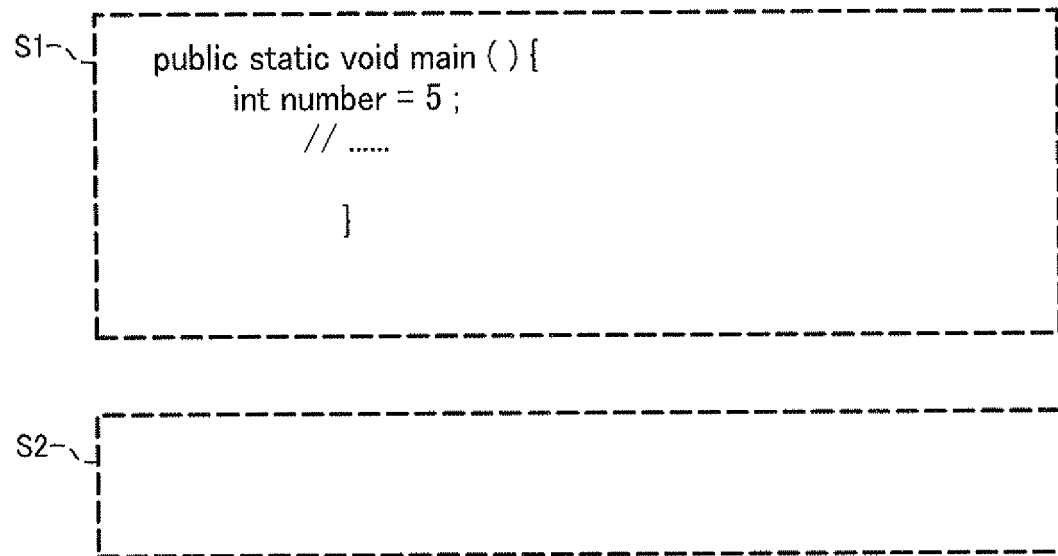 S1
public static void main ( ) {
int number = 5 ;
// ......
}
S2